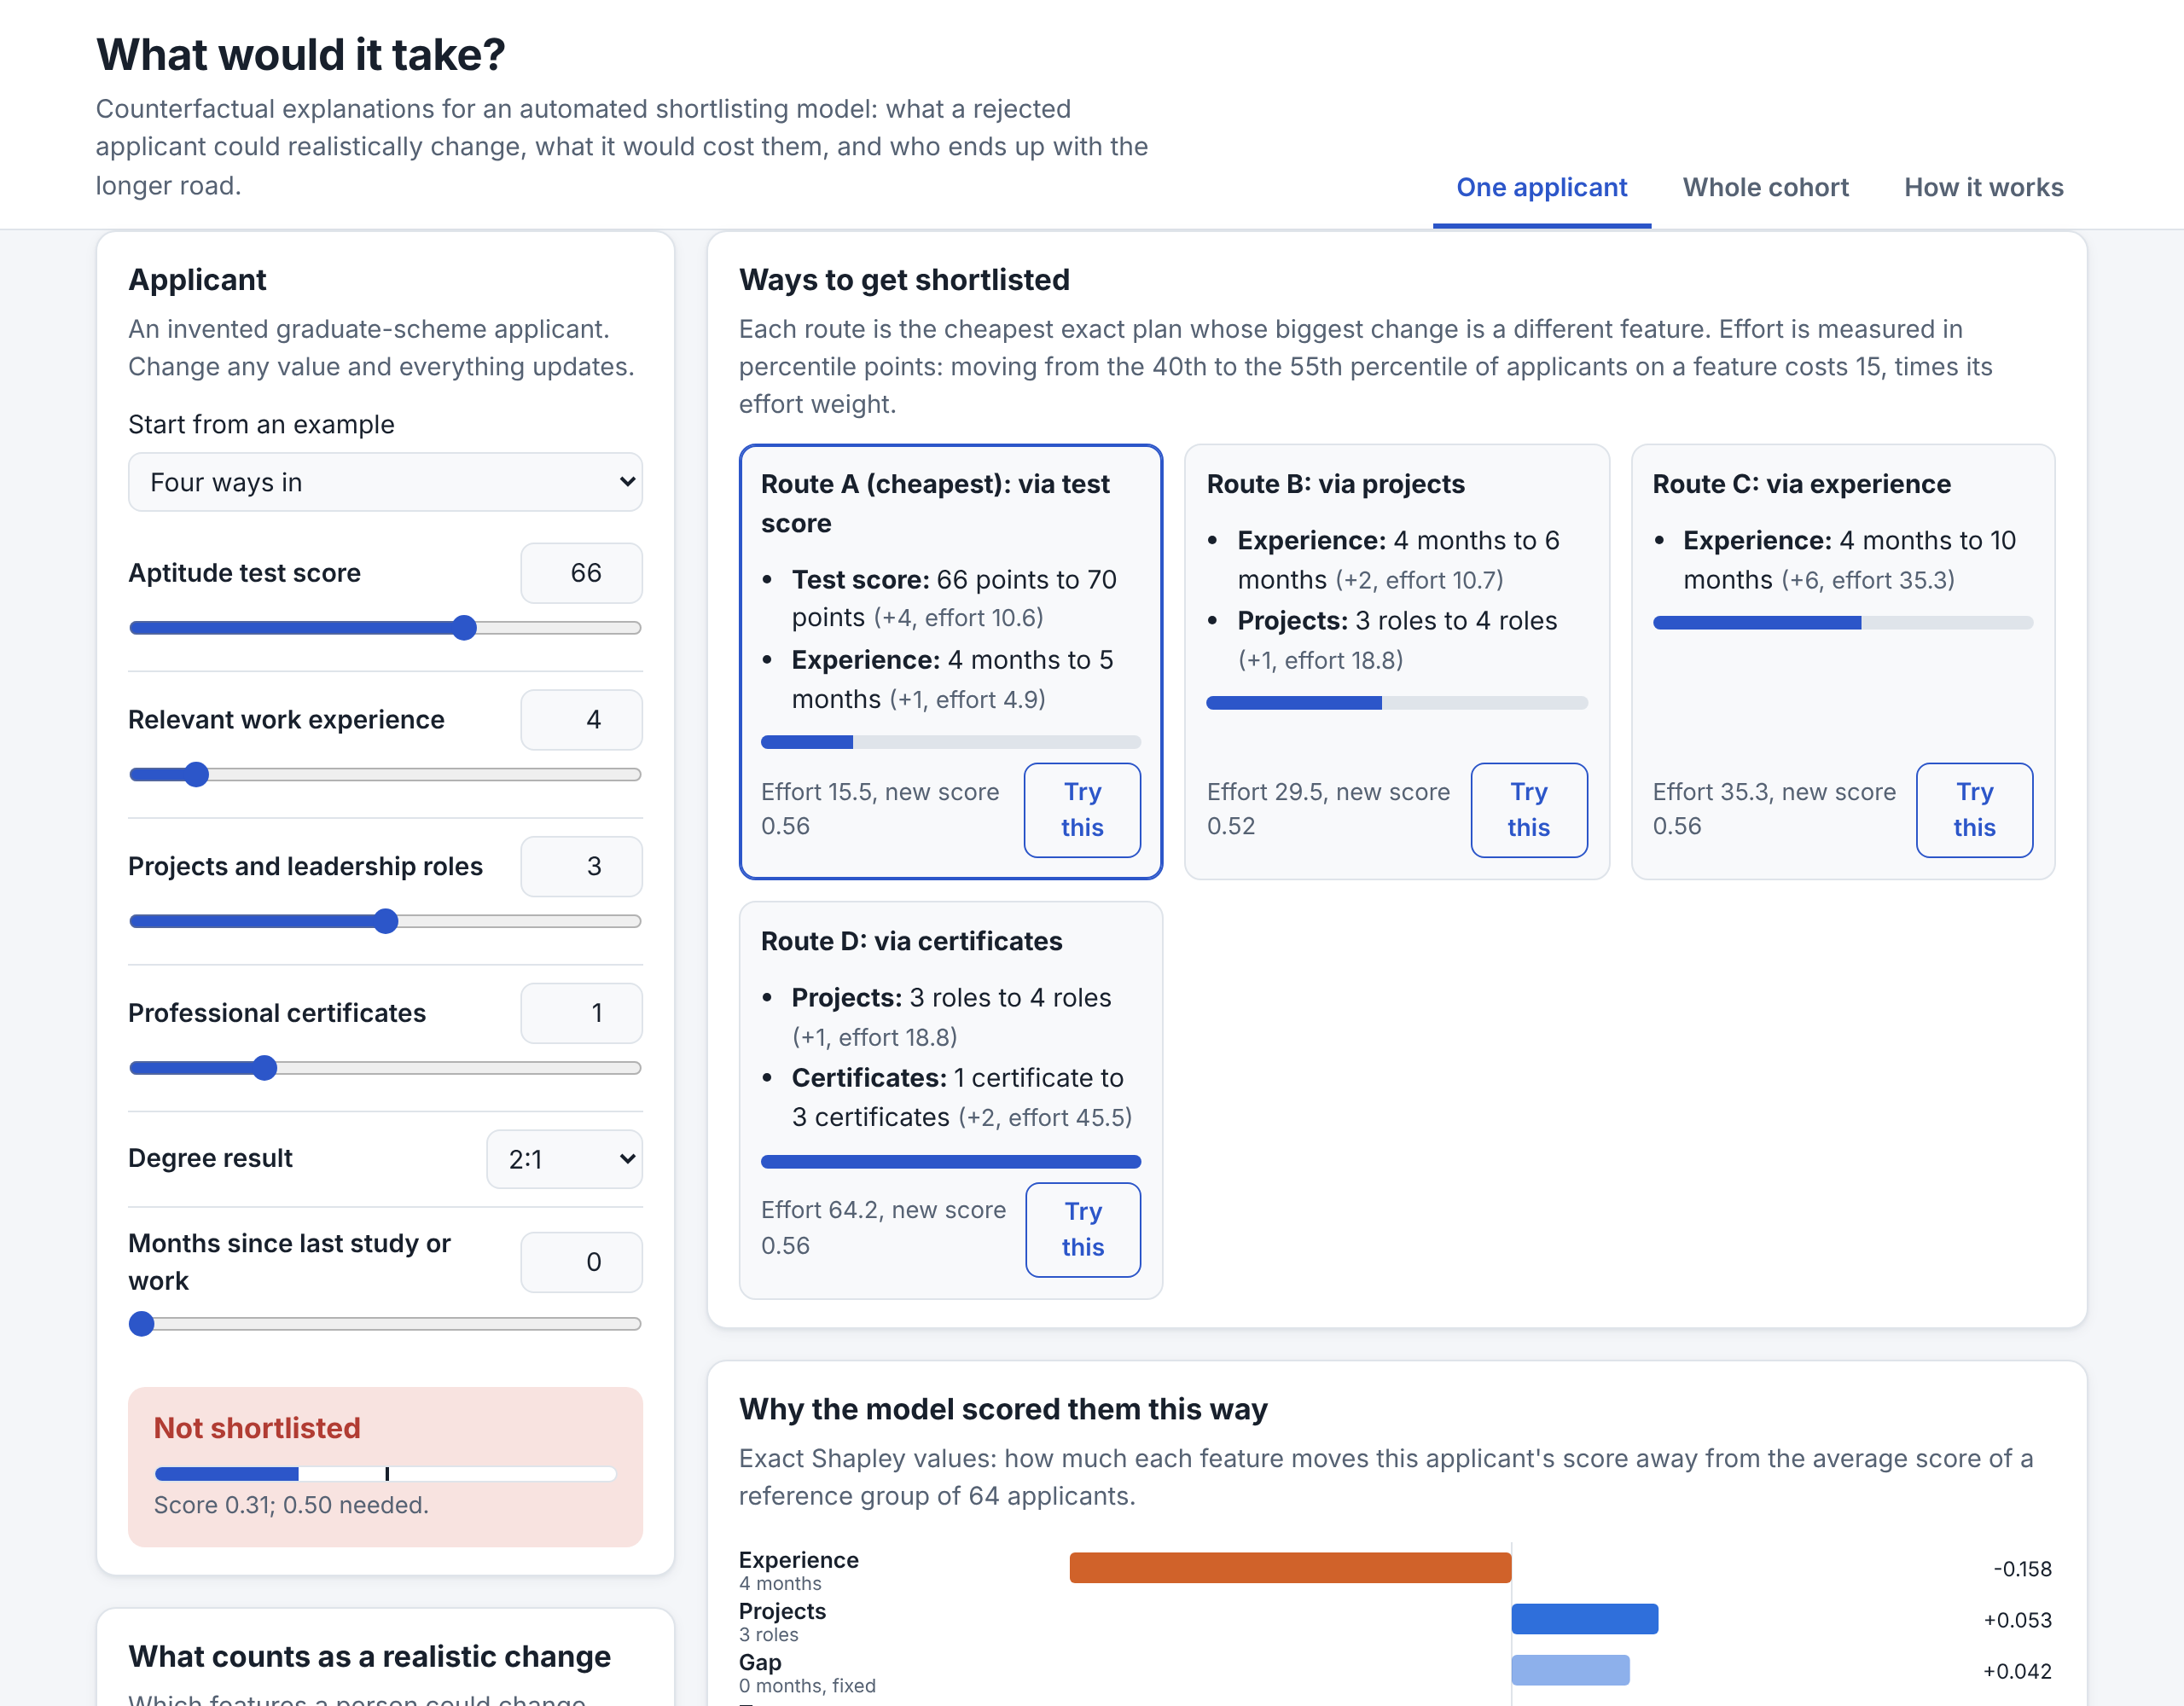 What would it take?
Counterfactual explanations for an automated shortlisting model: what a rejected
applicant could realistically change, what it would cost them, and who ends up with the
longer road.
One applicant
Whole cohort
How it works
Applicant
An invented graduate-scheme applicant.
Change any value and everything updates.
Start from an example
Four ways in
Aptitude test score
66
Relevant work experience
4
Projects and leadership roles
3
Professional certificates
1
Degree result
2:1
Months since last study or
work
0
Not shortlisted
Score 0.31; 0.50 needed.
What counts as a realistic change
Which features a person could change
Ways to get shortlisted
Each route is the cheapest exact plan whose biggest change is a different feature. Effort is measured in
percentile points: moving from the 40th to the 55th percentile of applicants on a feature costs 15, times its
effort weight.
Route A (cheapest): via test
score
• Test score: 66 points to 70
points (+4, effort 10.6)
• Experience: 4 months to 5
months (+1, effort 4.9)
Effort 15.5, new score
0.56
Try
this
Route B: via projects
• Experience: 4 months to 6
months (+2, effort 10.7)
• Projects: 3 roles to 4 roles
(+1, effort 18.8)
Effort 29.5, new score
0.52
Try
this
Route C: via experience
• Experience: 4 months to 10
months (+6, effort 35.3)
Effort 35.3, new score
0.56
Try
this
Route D: via certificates
• Projects: 3 roles to 4 roles
(+1, effort 18.8)
• Certificates: 1 certificate to
3 certificates (+2, effort 45.5)
Effort 64.2, new score
0.56
Try
this
Why the model scored them this way
Exact Shapley values: how much each feature moves this applicant's score away from the average score of a
reference group of 64 applicants.
Experience
4 months
-0.158
Projects
3 roles
+0.053
Gap
0 months, fixed
+0.042